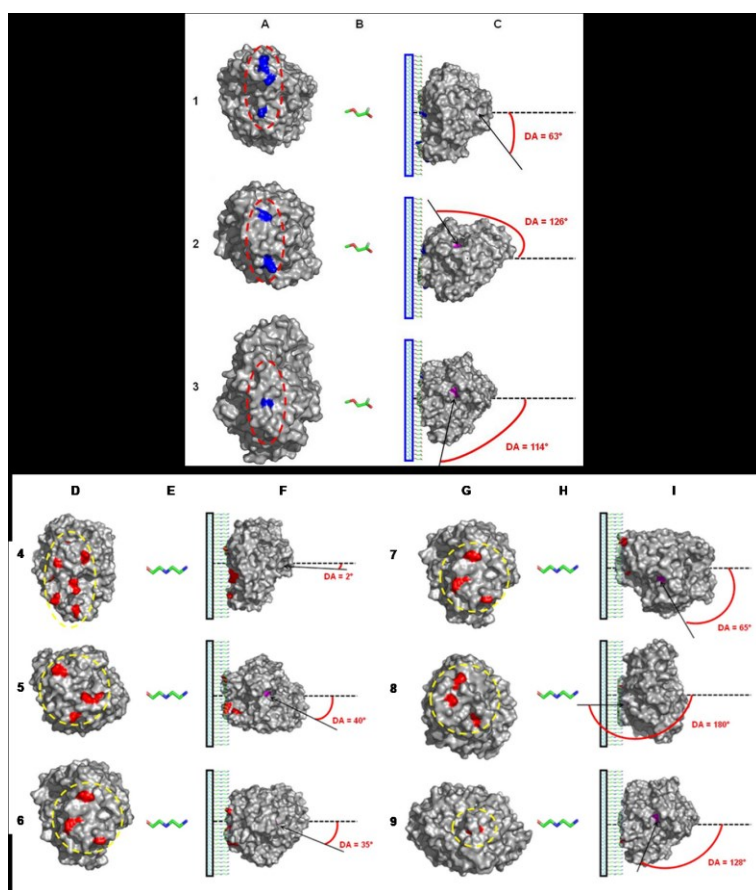 A B C
1
DA = 63°
2
DA = 126°
3
DA = 114°
D E F G H I
4
DA = 2°
7
DA = 65°
5
DA = 40°
8
DA = 180°
6
DA = 35°
9
DA = 128°